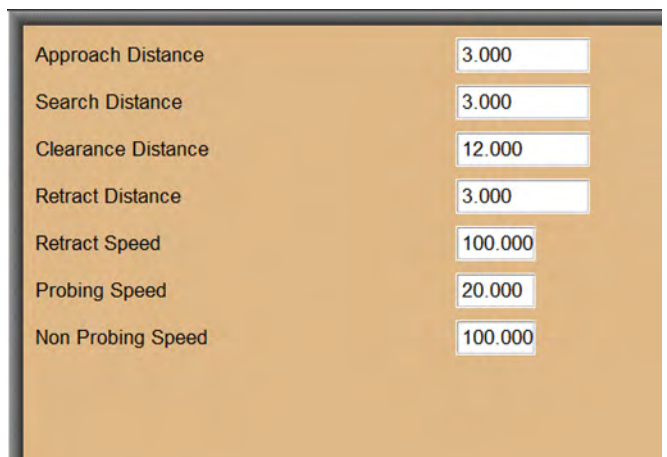 Approach Distance 3.000
Search Distance 3.000
Clearance Distance 12.000
Retract Distance 3.000
Retract Speed 100.000
Probing Speed 20.000
Non Probing Speed 100.000